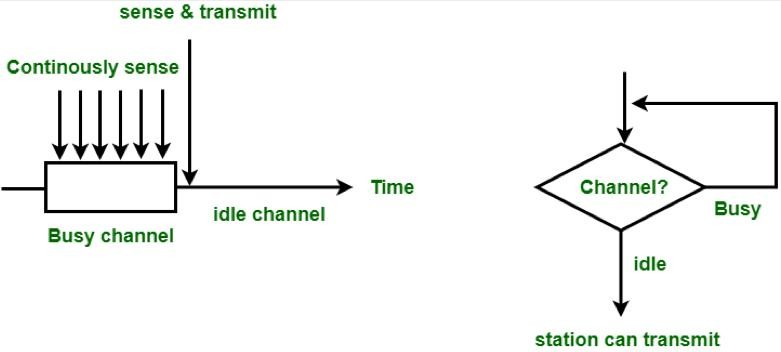 sense & transmit
Continously sense
Time
idle channel
Busy channel
Channel?
Busy
idle
station can transmit